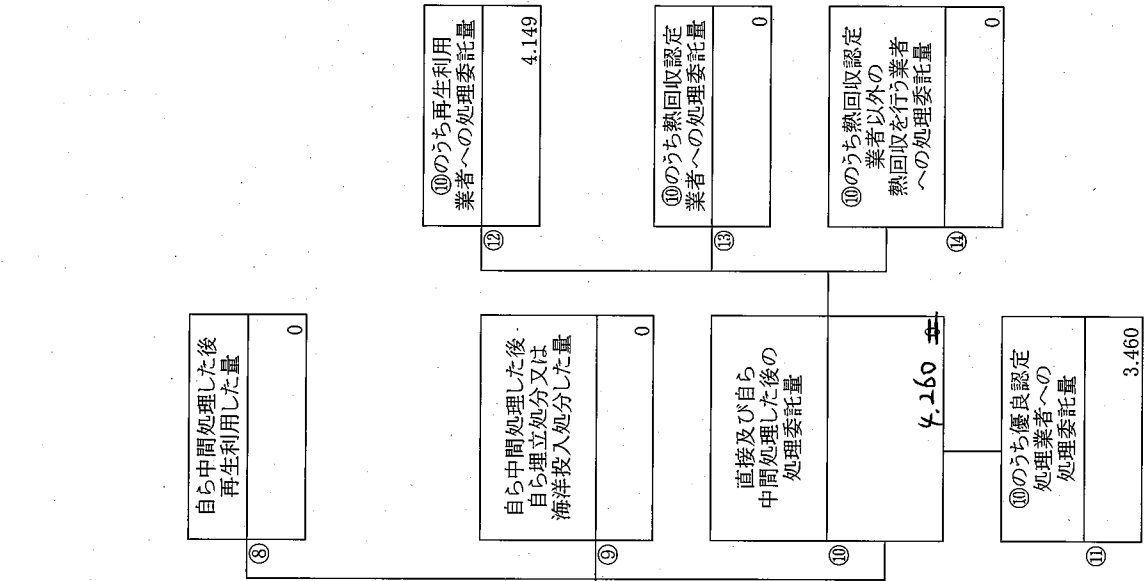 ⑧
自ら中間処理した後
再生利用した量
0
⑨
自ら中間処理した後
自ら埋立処分又は
海洋投入処分した量
0
⑩
直接及び自ら
中間処理した後の
処理委託量
4.260
⑪
⑩のうち優良認定
処理業者への
処理委託量
3.460
⑫
⑩のうち再生利用
業者への処理委託量
4.149
⑬
⑩のうち熱回収認定
業者への処理委託量
0
⑭
⑩のうち熱回収認定
業者以外の
熱回収を行う業者
への処理委託量
0